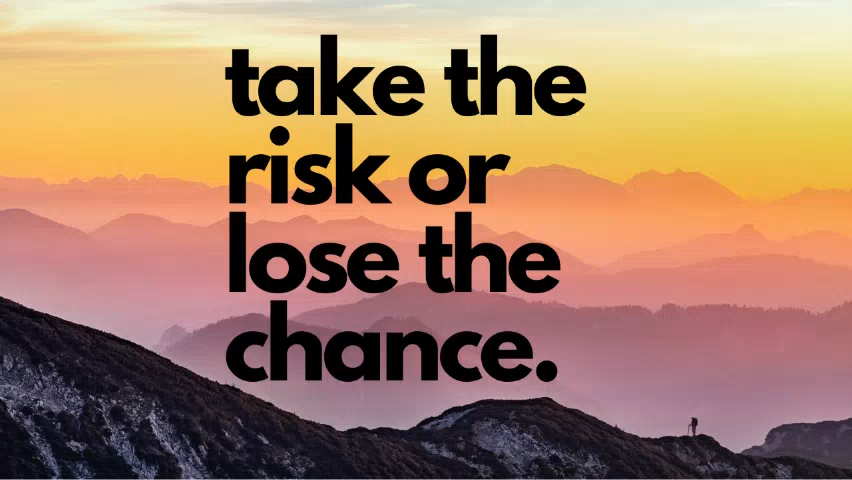 take the
risk or
lose the
chance.